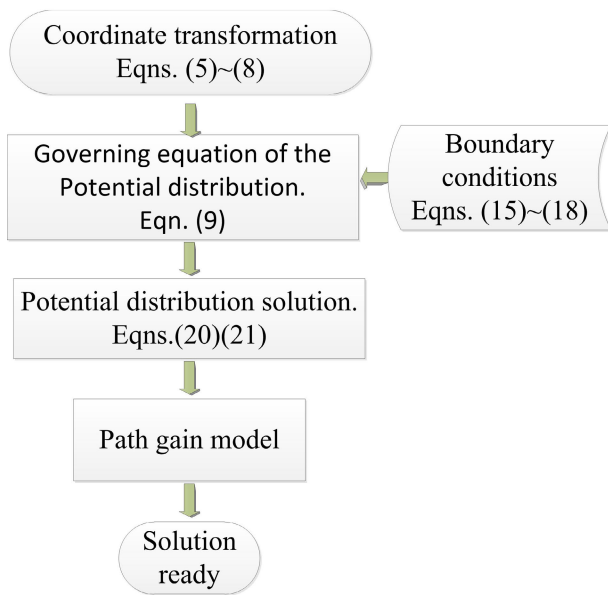 Coordinate transformation
Eqns. (5)~(8)
Governing equation of the
Potential distribution.
Eqn. (9)
Boundary
conditions
Eqns. (15)~(18)
Potential distribution solution.
Eqns.(20)(21)
Path gain model
Solution
ready